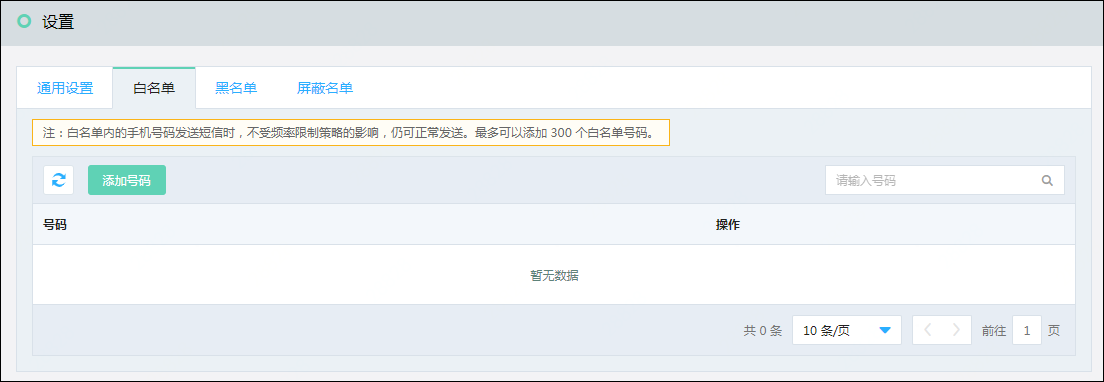 设置
通用设置 白名单 黑名单 屏蔽名单
注：白名单内的手机号码发送短信时，不受频率限制策略的影响，仍可正常发送。最多可以添加 300 个白名单号码。
添加号码 请输入号码
号码 操作
暂无数据
共 0 条 10 条/页 前往 1 页